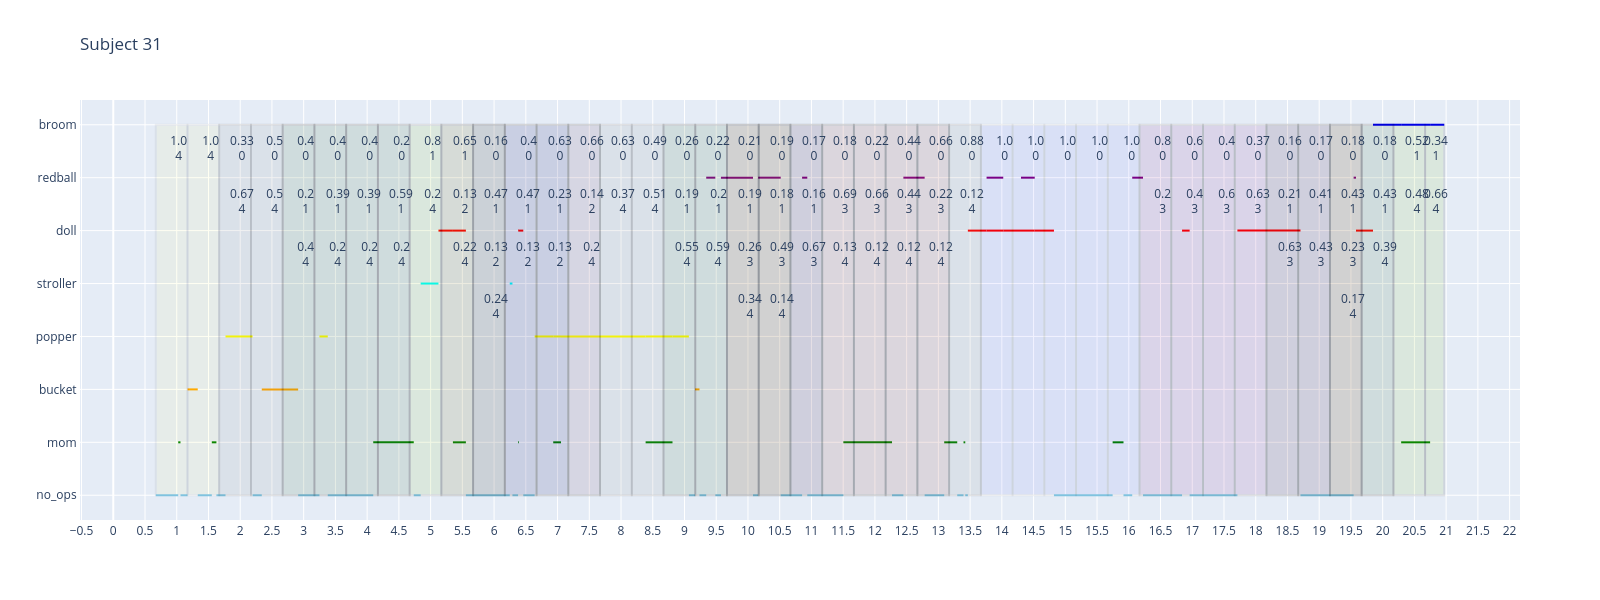 Subject 31
broom
1.0 1.0 0.33 0.5 0.4 0.4 0.4 0.2 0.8 0.65 0.16 0.4 0.63 0.66 0.63 0.49 0.26 0.22 0.21 0.19 0.17 0.18 0.22 0.44 0.66 0.88 1.0 1.0 1.0 1.0 1.0 0.8 0.6 0.4 0.37 0.16 0.17 0.18 0.18 0.52 0.34
4 4 0 0 0 0 0 0 1 1 0 0 0 0 0 0 0 0 0 0 0 0 0 0 0 0 0 0 0 0 0 0 0 0 0 0 0 0 0 1 1
redball
0.67 0.5 0.2 0.39 0.39 0.59 0.2 0.13 0.47 0.47 0.23 0.14 0.37 0.51 0.19 0.2 0.19 0.18 0.16 0.69 0.66 0.44 0.22 0.12 0.2 0.4 0.6 0.63 0.21 0.41 0.43 0.43 0.48 0.66
4 4 1 1 1 1 4 2 1 1 1 2 4 4 1 1 1 1 1 3 3 3 3 4 3 3 3 3 1 1 1 1 4 4
doll
0.4 0.2 0.2 0.2 0.22 0.13 0.13 0.13 0.2 0.55 0.59 0.26 0.49 0.67 0.13 0.12 0.12 0.12 0.63 0.43 0.23 0.39
4 4 4 4 4 2 2 2 4 4 4 3 3 3 4 4 4 4 3 3 3 4
stroller
0.24 0.34 0.14 0.17
4 4 4 4
popper
bucket
mom
no_ops
−0.5 0 0.5 1 1.5 2 2.5 3 3.5 4 4.5 5 5.5 6 6.5 7 7.5 8 8.5 9 9.5 10 10.5 11 11.5 12 12.5 13 13.5 14 14.5 15 15.5 16 16.5 17 17.5 18 18.5 19 19.5 20 20.5 21 21.5 22